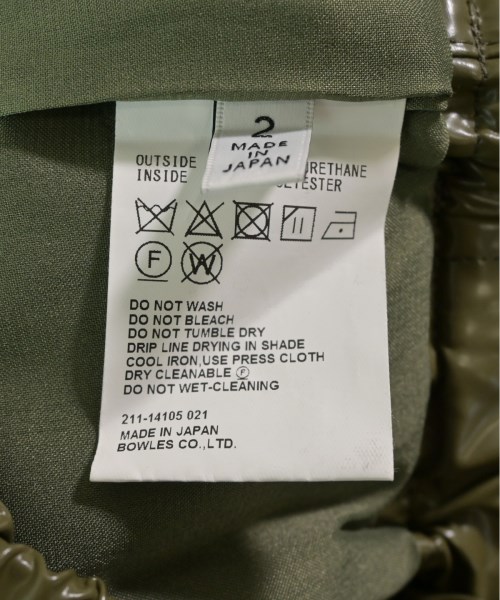 2
MADE
IN
JAPAN
OUTSIDE
INSIDE
F
W
DO NOT WASH
DO NOT BLEACH
DO NOT TUMBLE DRY
DRIP LINE DRYING IN SHADE
COOL IRON,USE PRESS CLOTH
DRY CLEANABLE Ⓕ
DO NOT WET-CLEANING
211-14105 021
MADE IN JAPAN
BOWLES CO.,LTD.